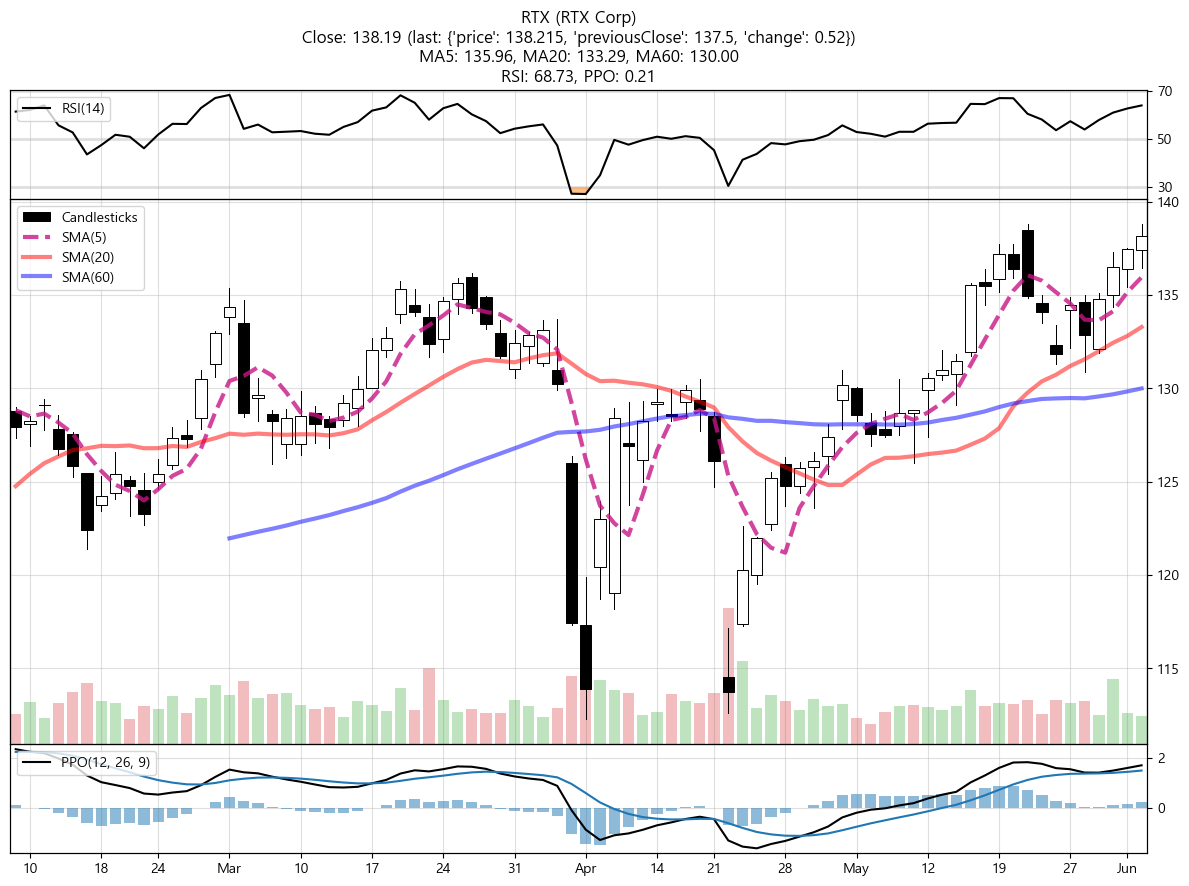 RTX (RTX Corp)
Close: 138.19 (last: {'price': 138.215, 'previousClose': 137.5, 'change': 0.52})
MA5: 135.96, MA20: 133.29, MA60: 130.00
RSI: 68.73, PPO: 0.21
RSI(14)
70
50
30
Candlesticks
SMA(5)
SMA(20)
SMA(60)
140
135
130
125
120
115
PPO(12, 26, 9)
2
0
10 18 24 Mar 10 17 24 31 Apr 14 21 28 May 12 19 27 Jun